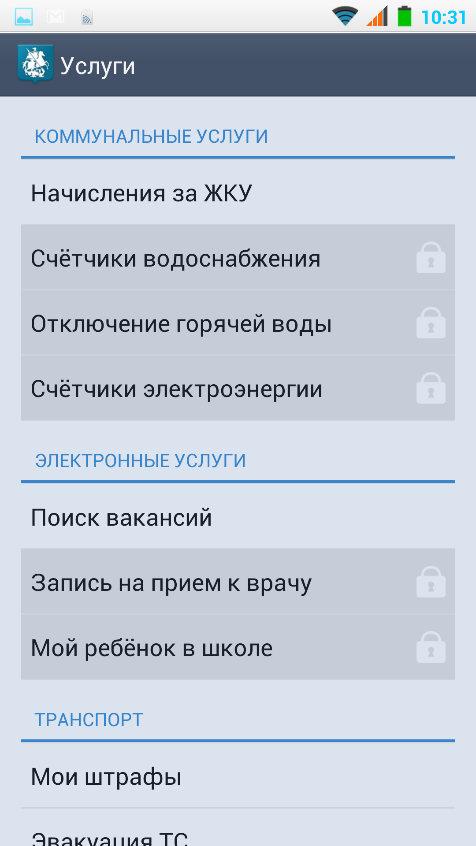 10:31
Услуги
КОММУНАЛЬНЫЕ УСЛУГИ
Начисления за ЖКУ
Счётчики водоснабжения
Отключение горячей воды
Счётчики электроэнергии
ЭЛЕКТРОННЫЕ УСЛУГИ
Поиск вакансий
Запись на прием к врачу
Мой ребёнок в школе
ТРАНСПОРТ
Мои штрафы
Эвакуация ТС